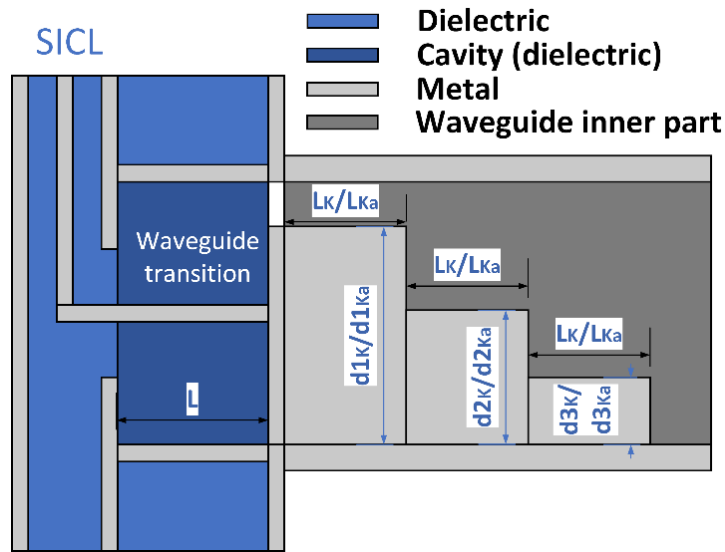 SICL
Dielectric
Cavity (dielectric)
Metal
Waveguide inner part
Waveguide
transition
LK/LKa
LK/LKa
LK/LKa
d1K/d1Ka
d2K/d2Ka
d3K/
d3Ka
L